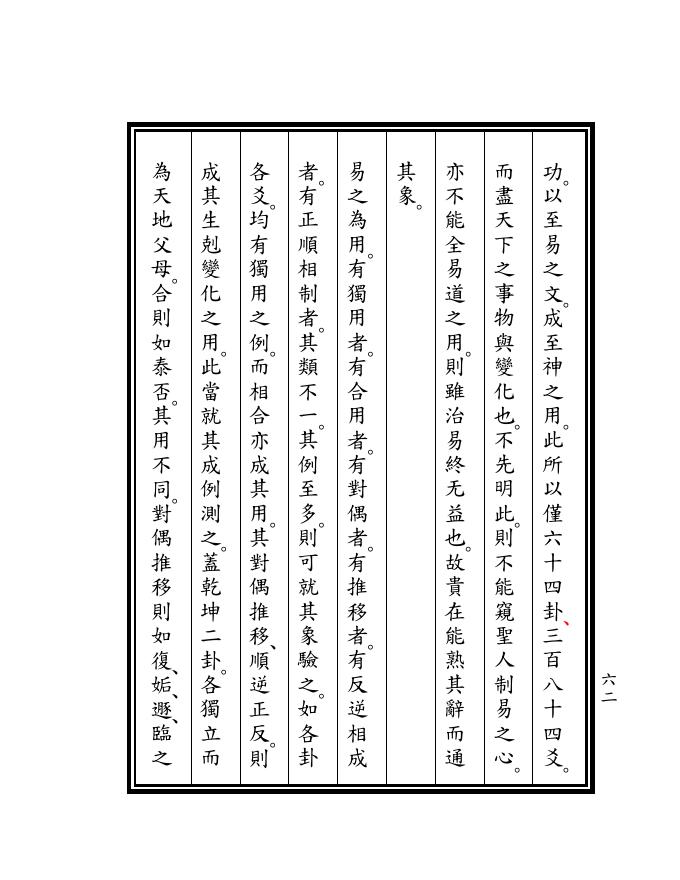 功。以至易之文。成至神之用。此所以僅六十四卦、三百八十四爻。
而盡天下之事物與變化也。不先明此。則不能窺聖人制易之心。
亦不能全易道之用。則雖治易終无益也。故貴在能熟其辭而通
其象。
易之為用。有獨用者。有合用者。有對偶者。有推移者。有反逆相成
者。有正順相制者。其類不一。其例至多。則可就其象驗之。如各卦
各爻。均有獨用之例。而相合亦成其用。其對偶推移、順逆正反。則
成其生剋變化之用。此當就其成例測之。蓋乾坤二卦。各獨立而
為天地父母。合則如泰否。其用不同。對偶推移則如復、姤、遯、臨之
六二